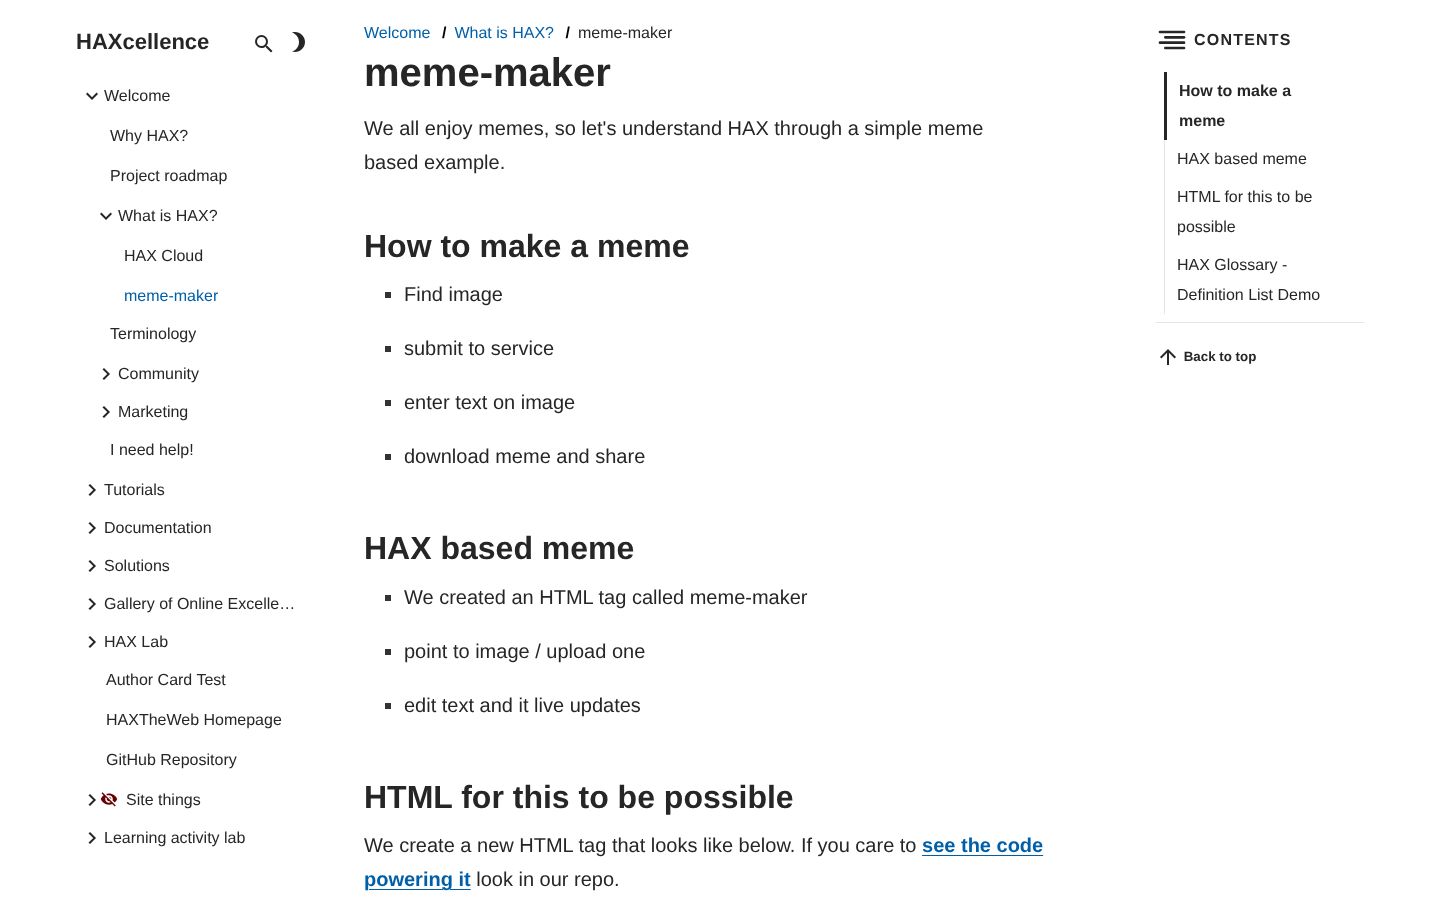 HAXcellence
Welcome
Why HAX?
Project roadmap
What is HAX?
HAX Cloud
meme-maker
Terminology
Community
Marketing
I need help!
Tutorials
Documentation
Solutions
Gallery of Online Excelle…
HAX Lab
Author Card Test
HAXTheWeb Homepage
GitHub Repository
Site things
Learning activity lab
Welcome / What is HAX? / meme-maker
meme-maker
We all enjoy memes, so let's understand HAX through a simple meme
based example.
How to make a meme
Find image
submit to service
enter text on image
download meme and share
HAX based meme
We created an HTML tag called meme-maker
point to image / upload one
edit text and it live updates
HTML for this to be possible
We create a new HTML tag that looks like below. If you care to see the code
powering it look in our repo.
CONTENTS
How to make a
meme
HAX based meme
HTML for this to be
possible
HAX Glossary -
Definition List Demo
Back to top